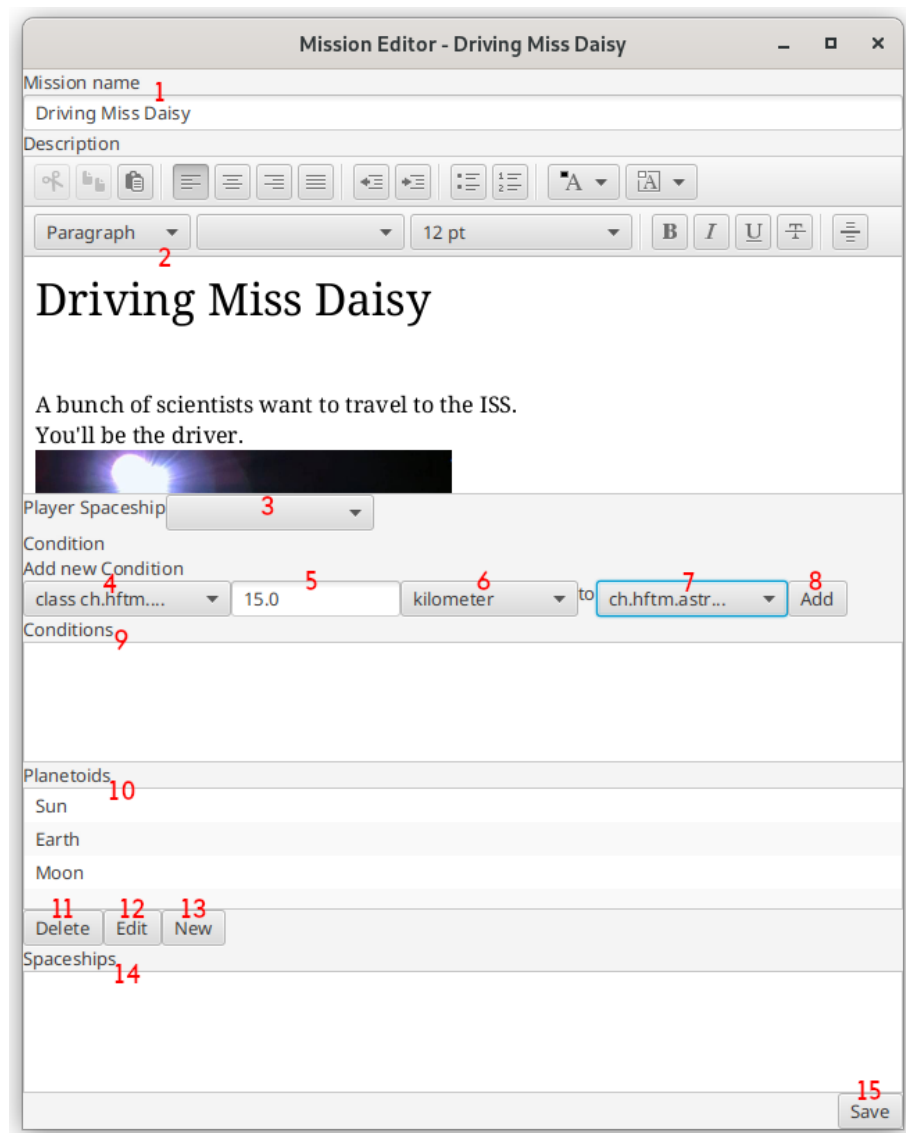 Mission Editor - Driving Miss Daisy
Mission name
1
Driving Miss Daisy
Description
A A
Paragraph 12 pt B I U T
2
Driving Miss Daisy
A bunch of scientists want to travel to the ISS.
You'll be the driver.
Player Spaceship 3
Condition
Add new Condition
4 5 6 7 8
class ch.hftm.... 15.0 kilometer to ch.hftm.astr... Add
Conditions 9
Planetoids 10
Sun
Earth
Moon
11 12 13
Delete Edit New
Spaceships 14
15
Save